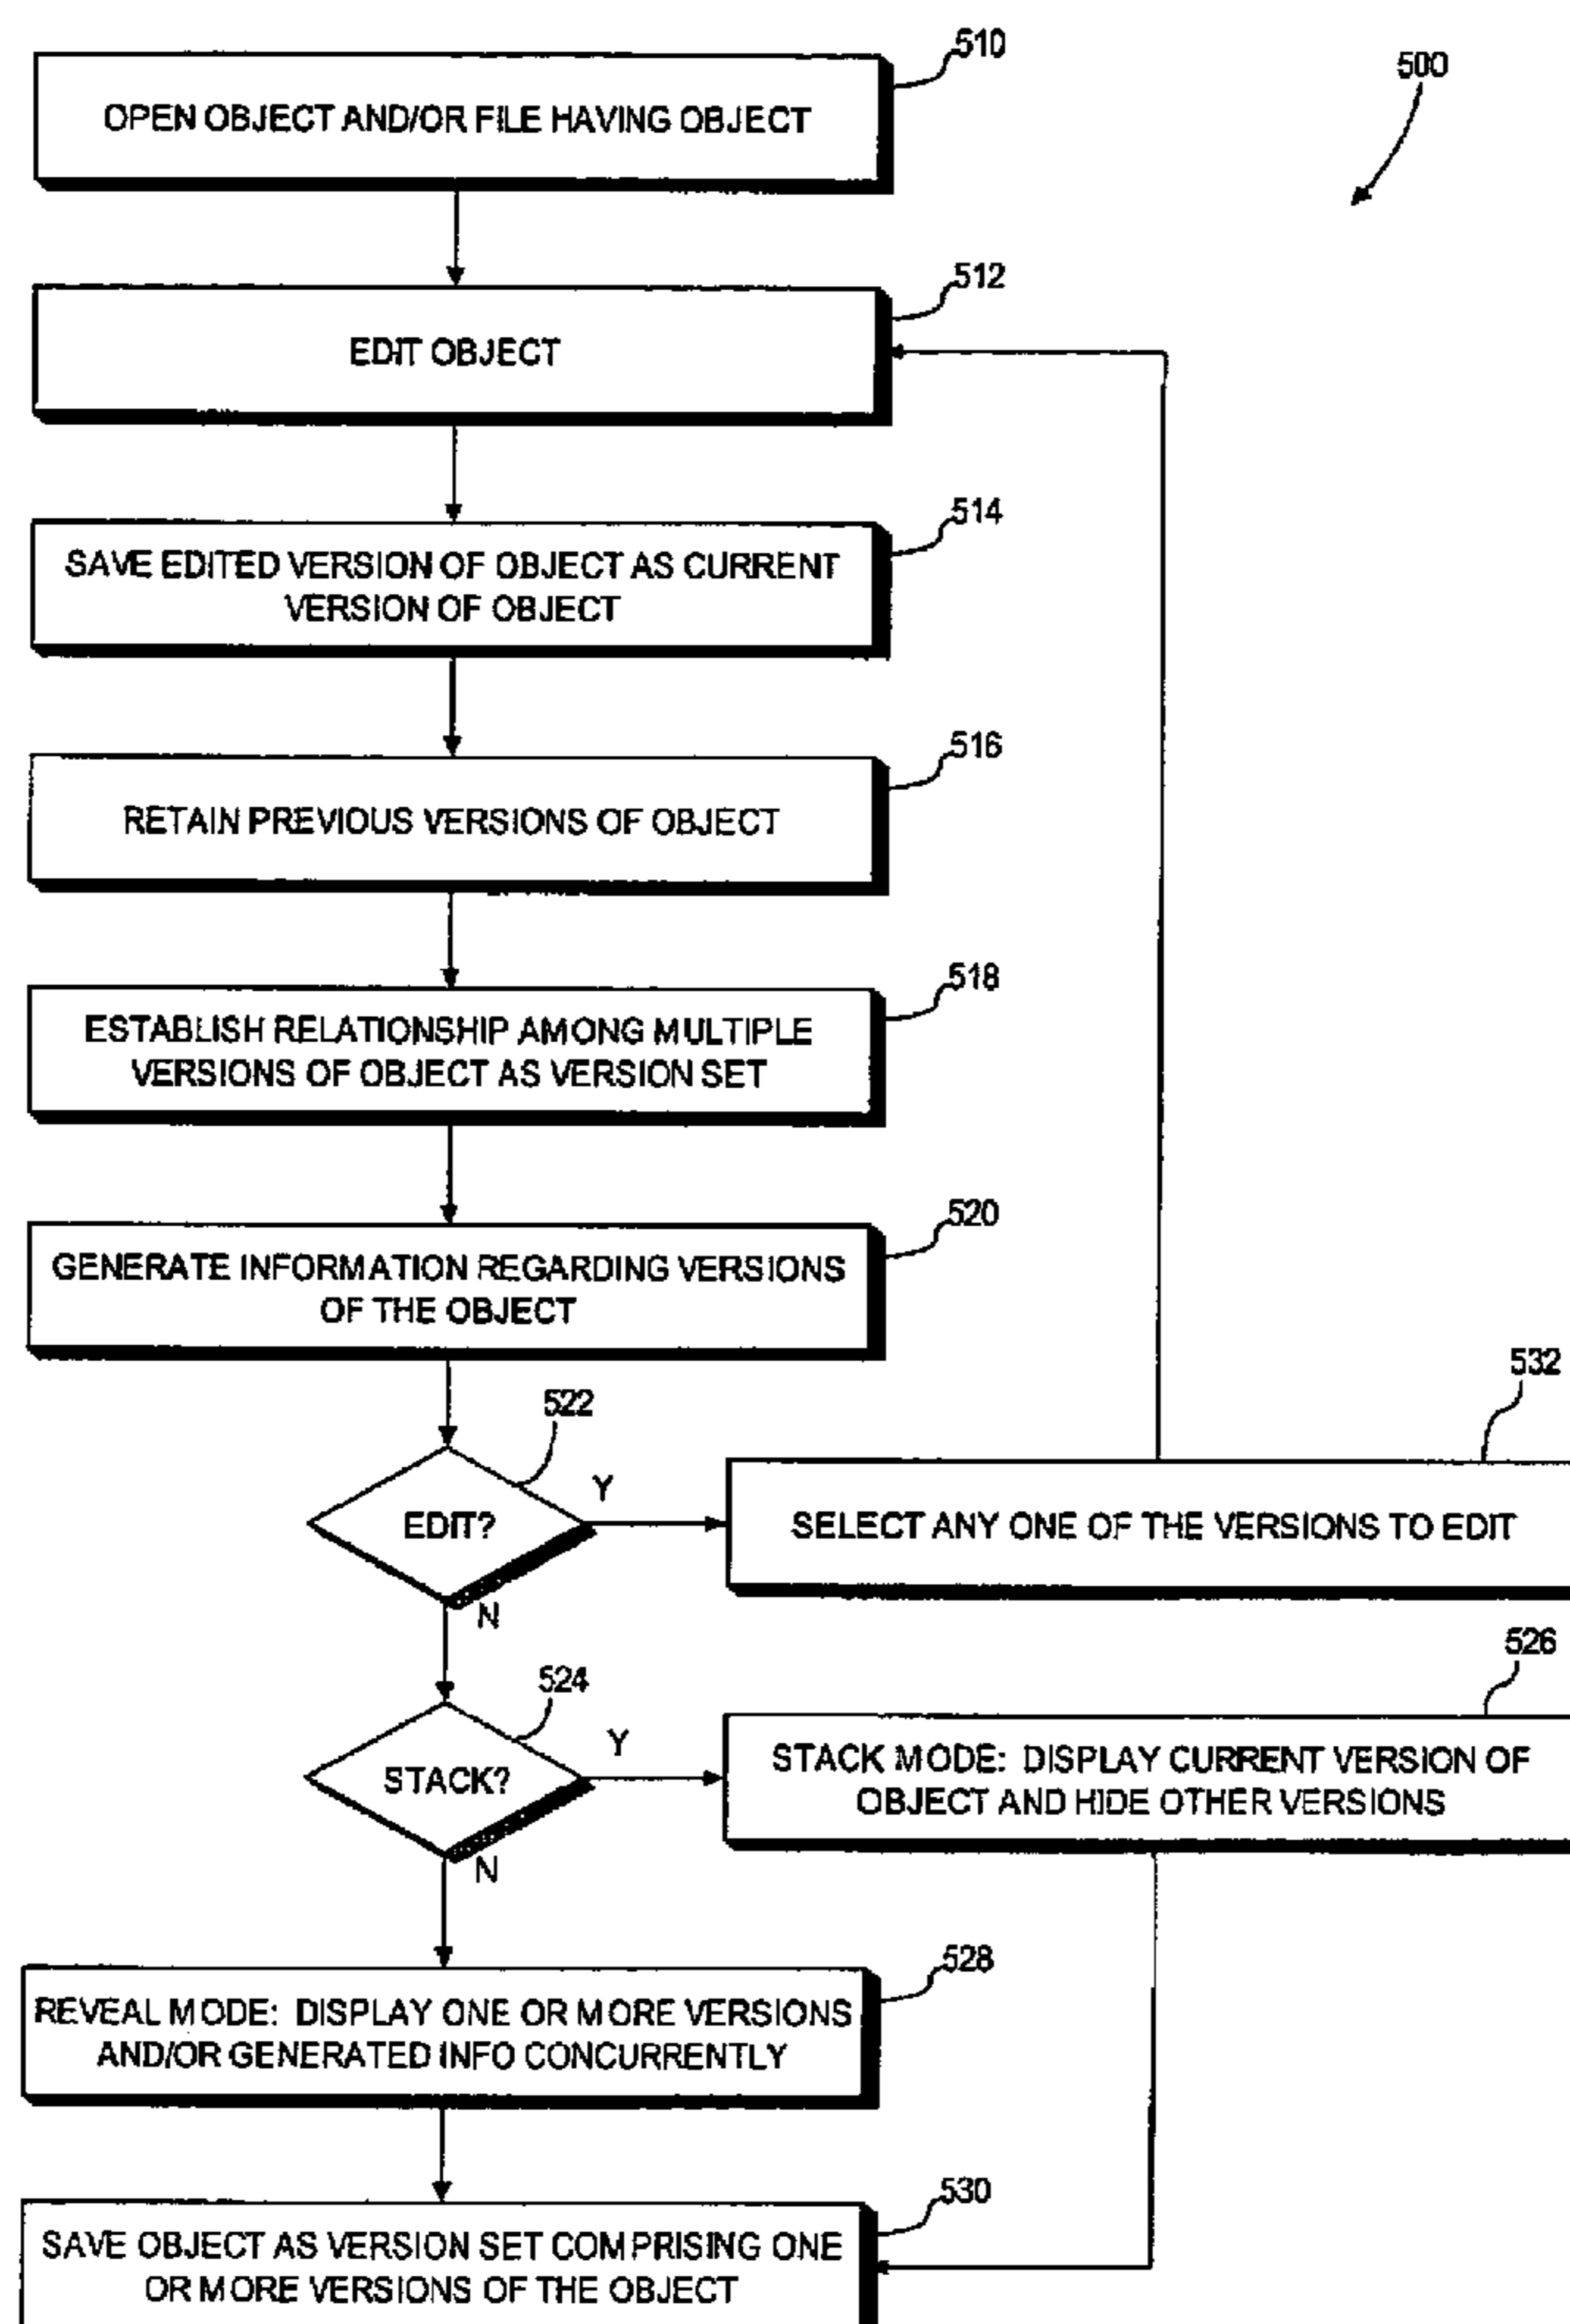 510
500
OPEN OBJECT AND/OR FILE HAVING OBJECT
512
EDIT OBJECT
514
SAVE EDITED VERSION OF OBJECT AS CURRENT
VERSION OF OBJECT
516
RETAIN PREVIOUS VERSIONS OF OBJECT
518
ESTABLISH RELATIONSHIP AMONG MULTIPLE
VERSIONS OF OBJECT AS VERSION SET
520
GENERATE INFORMATION REGARDING VERSIONS
OF THE OBJECT
532
522
Y
EDIT?
SELECT ANY ONE OF THE VERSIONS TO EDIT
N
526
524
Y
STACK?
STACK MODE: DISPLAY CURRENT VERSION OF
OBJECT AND HIDE OTHER VERSIONS
N
528
REVEAL MODE: DISPLAY ONE OR MORE VERSIONS
AND/OR GENERATED INFO CONCURRENTLY
530
SAVE OBJECT AS VERSION SET COMPRISING ONE
OR MORE VERSIONS OF THE OBJECT